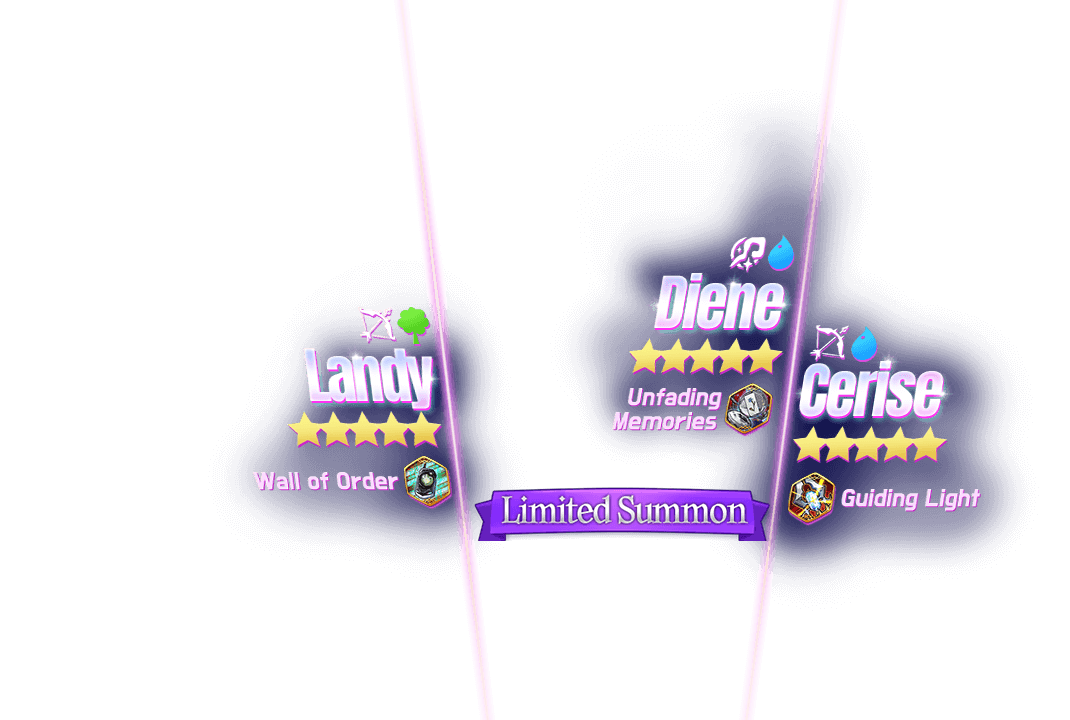 Landy
Wall of Order
Diene
Unfading
Memories
Cerise
Guiding Light
Limited Summon